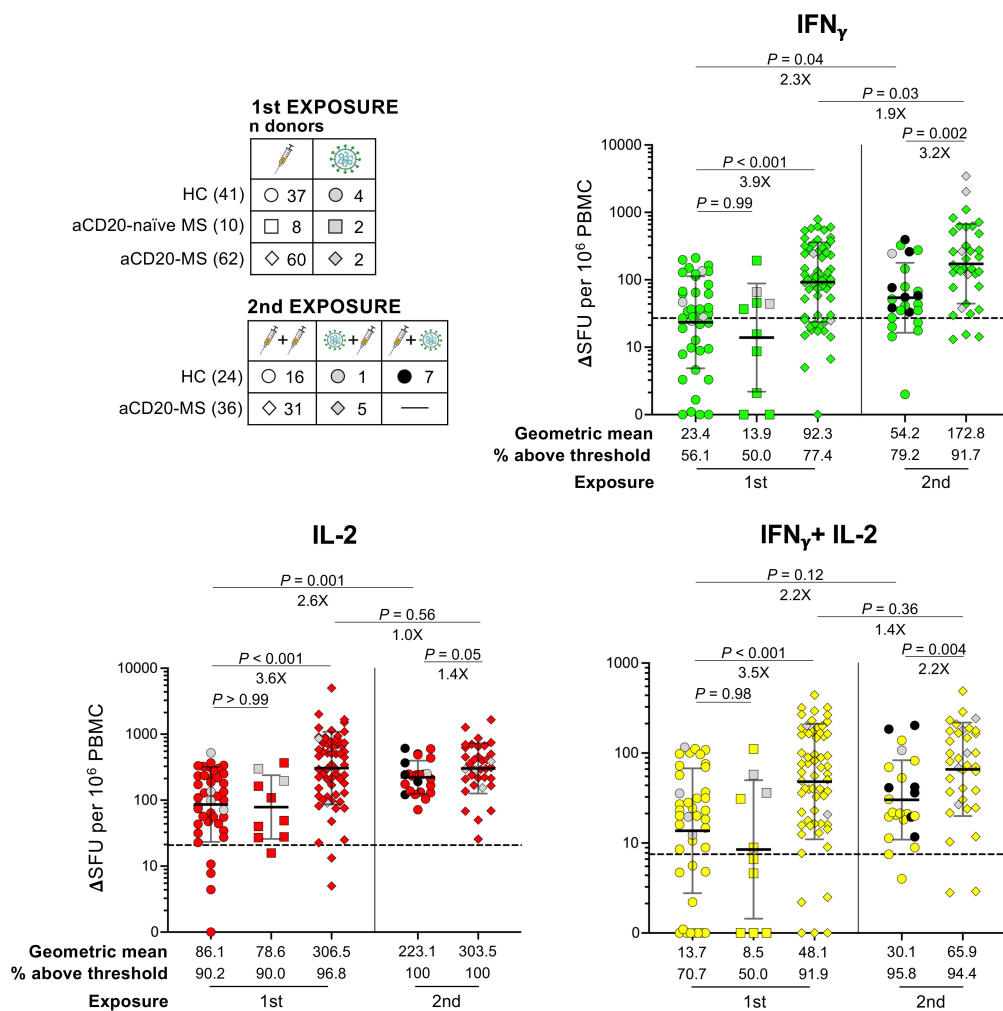 IFNγ
P = 0.04
2.3X
P = 0.03
1.9X
P = 0.002
3.2X
P < 0.001
3.9X
P = 0.99
10000
1000
100
10
0
ΔSFU per 10⁶ PBMC
Geometric mean 23.4 13.9 92.3 54.2 172.8
% above threshold 56.1 50.0 77.4 79.2 91.7
Exposure 1st 2nd
1st EXPOSURE
n donors
HC (41) 37 4
aCD20-naïve MS (10) 8 2
aCD20-MS (62) 60 2
2nd EXPOSURE
+ + +
HC (24) 16 1 7
aCD20-MS (36) 31 5 —
IL-2
P = 0.001
2.6X
P = 0.56
1.0X
P = 0.05
1.4X
P < 0.001
3.6X
P > 0.99
10000
1000
100
10
0
ΔSFU per 10⁶ PBMC
Geometric mean 86.1 78.6 306.5 223.1 303.5
% above threshold 90.2 90.0 96.8 100 100
Exposure 1st 2nd
IFNγ+ IL-2
P = 0.12
2.2X
P = 0.36
1.4X
P = 0.004
2.2X
P < 0.001
3.5X
P = 0.98
1000
100
10
0
ΔSFU per 10⁶ PBMC
13.7 8.5 48.1 30.1 65.9
70.7 50.0 91.9 95.8 94.4
Geometric mean
% above threshold
Exposure 1st 2nd